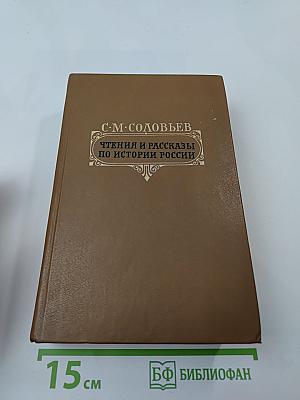 С·М·СОЛОВЬЕВ
ЧТЕНИЯ И РАССКАЗЫ
ПО ИСТОРИИ РОССИИ
15 см
БФ БИБЛИОФАН